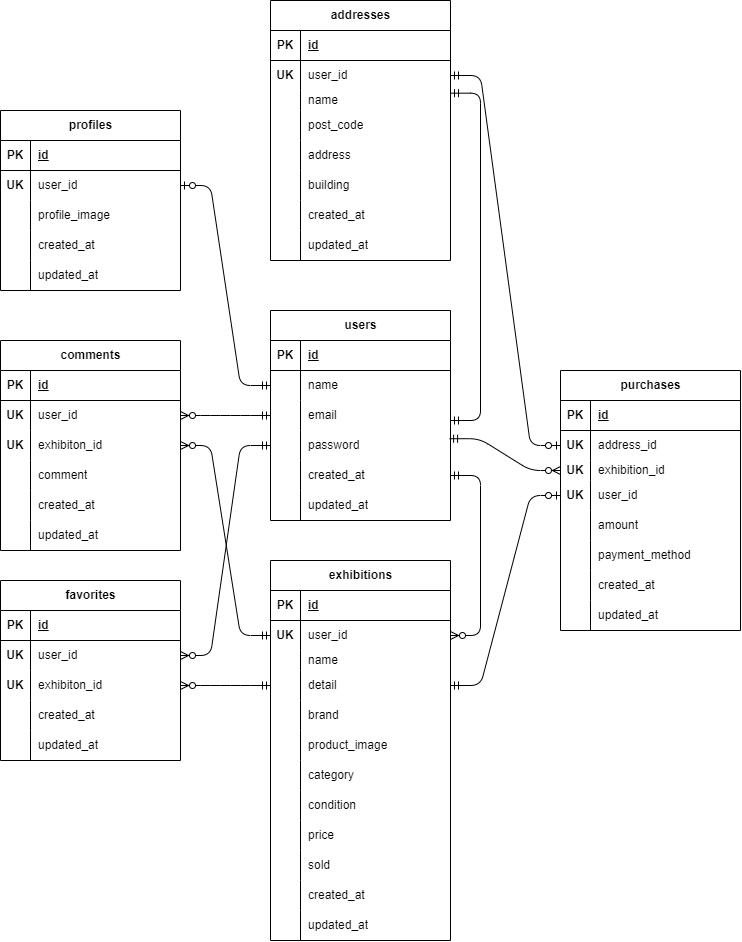 addresses
PK id
UK user_id
name
post_code
address
building
created_at
updated_at
profiles
PK id
UK user_id
profile_image
created_at
updated_at
users
PK id
name
email
password
created_at
updated_at
comments
PK id
UK user_id
UK exhibiton_id
comment
created_at
updated_at
purchases
PK id
UK address_id
UK exhibition_id
UK user_id
amount
payment_method
created_at
updated_at
favorites
PK id
UK user_id
UK exhibiton_id
created_at
updated_at
exhibitions
PK id
UK user_id
name
detail
brand
product_image
category
condition
price
sold
created_at
updated_at